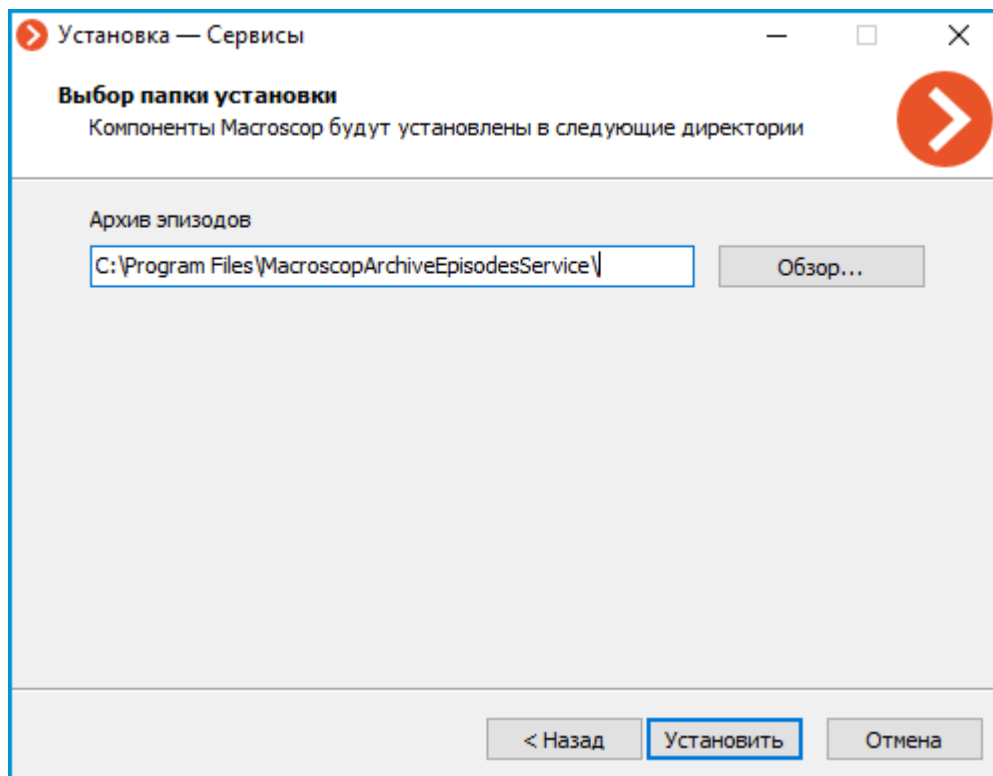 Установка — Сервисы
Выбор папки установки
Компоненты Macroscop будут установлены в следующие директории
Архив эпизодов
C:\Program Files\MacroscopArchiveEpisodesService\
Обзор...
< Назад
Установить
Отмена